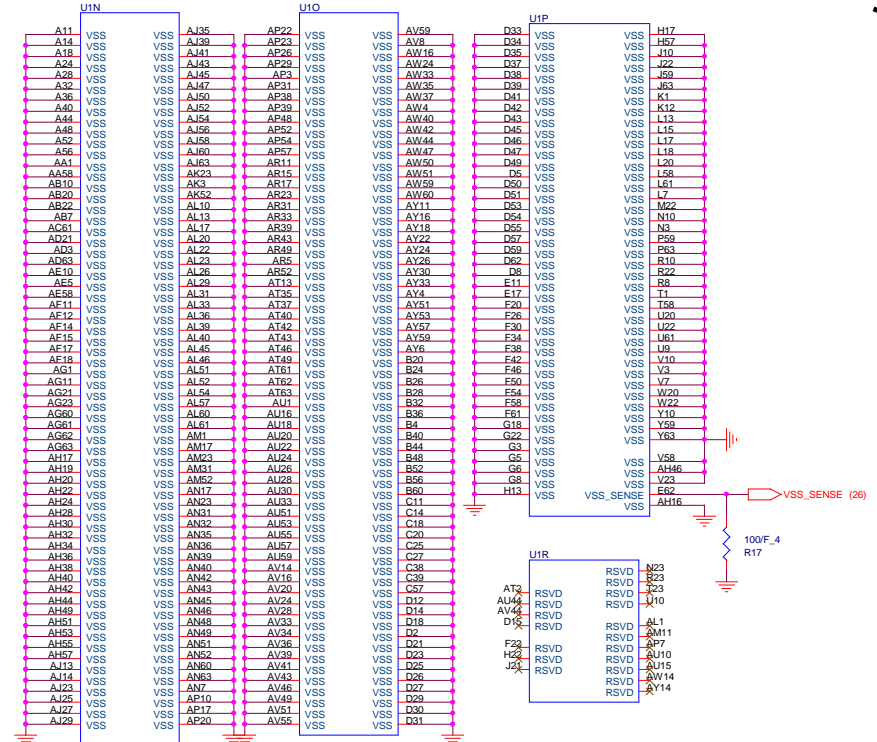 U1N
A11 VSS VSS AJ35
A14 VSS VSS AJ39
A18 VSS VSS AJ41
A24 VSS VSS AJ43
A28 VSS VSS AJ45
A32 VSS VSS AJ47
A36 VSS VSS AJ50
A40 VSS VSS AJ52
A44 VSS VSS AJ54
A48 VSS VSS AJ56
A52 VSS VSS AJ58
A56 VSS VSS AJ60
AA1 VSS VSS AJ63
AA58 VSS VSS AK23
AB10 VSS VSS AK3
AB20 VSS VSS AK52
AB22 VSS VSS AL10
AB7 VSS VSS AL13
AC61 VSS VSS AL17
AD21 VSS VSS AL20
AD3 VSS VSS AL22
AD63 VSS VSS AL23
AE10 VSS VSS AL26
AE5 VSS VSS AL29
AE58 VSS VSS AL31
AF11 VSS VSS AL33
AF12 VSS VSS AL36
AF14 VSS VSS AL39
AF15 VSS VSS AL40
AF17 VSS VSS AL45
AF18 VSS VSS AL46
AG1 VSS VSS AL51
AG11 VSS VSS AL52
AG21 VSS VSS AL54
AG23 VSS VSS AL57
AG60 VSS VSS AL60
AG61 VSS VSS AL61
AG62 VSS VSS AM1
AG63 VSS VSS AM17
AH17 VSS VSS AM23
AH19 VSS VSS AM31
AH20 VSS VSS AM52
AH22 VSS VSS AN17
AH24 VSS VSS AN23
AH28 VSS VSS AN31
AH30 VSS VSS AN32
AH32 VSS VSS AN35
AH34 VSS VSS AN36
AH36 VSS VSS AN39
AH38 VSS VSS AN40
AH40 VSS VSS AN42
AH42 VSS VSS AN43
AH44 VSS VSS AN45
AH49 VSS VSS AN46
AH51 VSS VSS AN48
AH53 VSS VSS AN49
AH55 VSS VSS AN51
AH57 VSS VSS AN52
AJ13 VSS VSS AN60
AJ14 VSS VSS AN63
AJ23 VSS VSS AN7
AJ25 VSS VSS AP10
AJ27 VSS VSS AP17
AJ29 VSS VSS AP20
U1O
AP22 VSS VSS AV59
AP23 VSS VSS AV8
AP26 VSS VSS AW16
AP29 VSS VSS AW24
AP3 VSS VSS AW33
AP31 VSS VSS AW35
AP38 VSS VSS AW37
AP39 VSS VSS AW4
AP48 VSS VSS AW40
AP52 VSS VSS AW42
AP54 VSS VSS AW44
AP57 VSS VSS AW47
AR11 VSS VSS AW50
AR15 VSS VSS AW51
AR17 VSS VSS AW59
AR23 VSS VSS AW60
AR31 VSS VSS AY11
AR33 VSS VSS AY16
AR39 VSS VSS AY18
AR43 VSS VSS AY22
AR49 VSS VSS AY24
AR5 VSS VSS AY26
AR52 VSS VSS AY30
AT13 VSS VSS AY33
AT35 VSS VSS AY4
AT37 VSS VSS AY51
AT40 VSS VSS AY53
AT42 VSS VSS AY57
AT43 VSS VSS AY59
AT46 VSS VSS AY6
AT49 VSS VSS B20
AT61 VSS VSS B24
AT62 VSS VSS B26
AT63 VSS VSS B28
AU1 VSS VSS B32
AU16 VSS VSS B36
AU18 VSS VSS B4
AU20 VSS VSS B40
AU22 VSS VSS B44
AU24 VSS VSS B48
AU26 VSS VSS B52
AU28 VSS VSS B56
AU30 VSS VSS B60
AU33 VSS VSS C11
AU51 VSS VSS C14
AU53 VSS VSS C18
AU55 VSS VSS C20
AU57 VSS VSS C25
AU59 VSS VSS C27
AV14 VSS VSS C38
AV16 VSS VSS C39
AV20 VSS VSS C57
AV24 VSS VSS D12
AV28 VSS VSS D14
AV33 VSS VSS D18
AV34 VSS VSS D2
AV36 VSS VSS D21
AV39 VSS VSS D23
AV41 VSS VSS D25
AV43 VSS VSS D26
AV46 VSS VSS D27
AV49 VSS VSS D29
AV51 VSS VSS D30
AV55 VSS VSS D31
U1P
D33 VSS VSS H17
D34 VSS VSS H57
D35 VSS VSS J10
D37 VSS VSS J22
D38 VSS VSS J59
D39 VSS VSS J63
D41 VSS VSS K1
D42 VSS VSS K12
D43 VSS VSS L13
D45 VSS VSS L15
D46 VSS VSS L17
D47 VSS VSS L18
D49 VSS VSS L20
D5 VSS VSS L58
D50 VSS VSS L61
D51 VSS VSS L7
D53 VSS VSS M22
D54 VSS VSS N10
D55 VSS VSS N3
D57 VSS VSS P59
D59 VSS VSS P63
D62 VSS VSS R10
D8 VSS VSS R22
E11 VSS VSS R8
E17 VSS VSS T1
F20 VSS VSS T58
F26 VSS VSS U20
F30 VSS VSS U22
F34 VSS VSS U61
F38 VSS VSS U9
F42 VSS VSS V10
F46 VSS VSS V3
F50 VSS VSS V7
F54 VSS VSS W20
F58 VSS VSS W22
F61 VSS VSS Y10
G18 VSS VSS Y59
G22 VSS VSS Y63
G3 VSS
G5 VSS VSS V58
G6 VSS VSS AH46
G8 VSS VSS V23
H13 VSS VSS_SENSE E62 VSS_SENSE (26)
VSS AH16
100/F_4
R17
U1R
RSVD N23
RSVD R23
AT2 RSVD RSVD T23
AU44 RSVD RSVD U10
AV44 RSVD
D15 RSVD RSVD AL1
RSVD AM11
F22 RSVD RSVD AP7
H22 RSVD RSVD AU10
J21 RSVD RSVD AU15
RSVD AW14
RSVD AY14